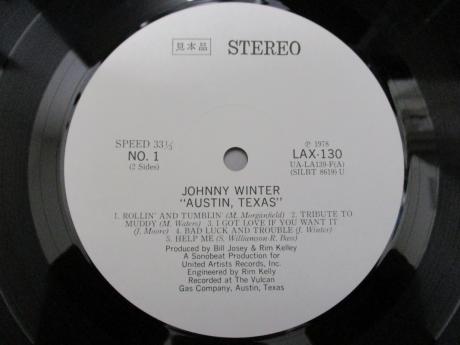 見本品 STEREO
SPEED 33⅓
NO. 1
(2 Sides)
℗ 1978
LAX-130
UA-LA139-F(A)
(SILBT 8619) U
JOHNNY WINTER
"AUSTIN, TEXAS"
1. ROLLIN' AND TUMBLIN' (M. Morganfield) 2. TRIBUTE TO
MUDDY (M. Waters) 3. I GOT LOVE IF YOU WANT IT
(J. Moore) 4. BAD LUCK AND TROUBLE (J. Winter)
5. HELP ME (S. Williamson-R. Bass)
Produced by Bill Josey & Rim Kelley
A Sonobeat Production for
United Artists Records, Inc.
Engineered by Rim Kelly
Recorded at The Vulcan
Gas Company, Austin, Texas